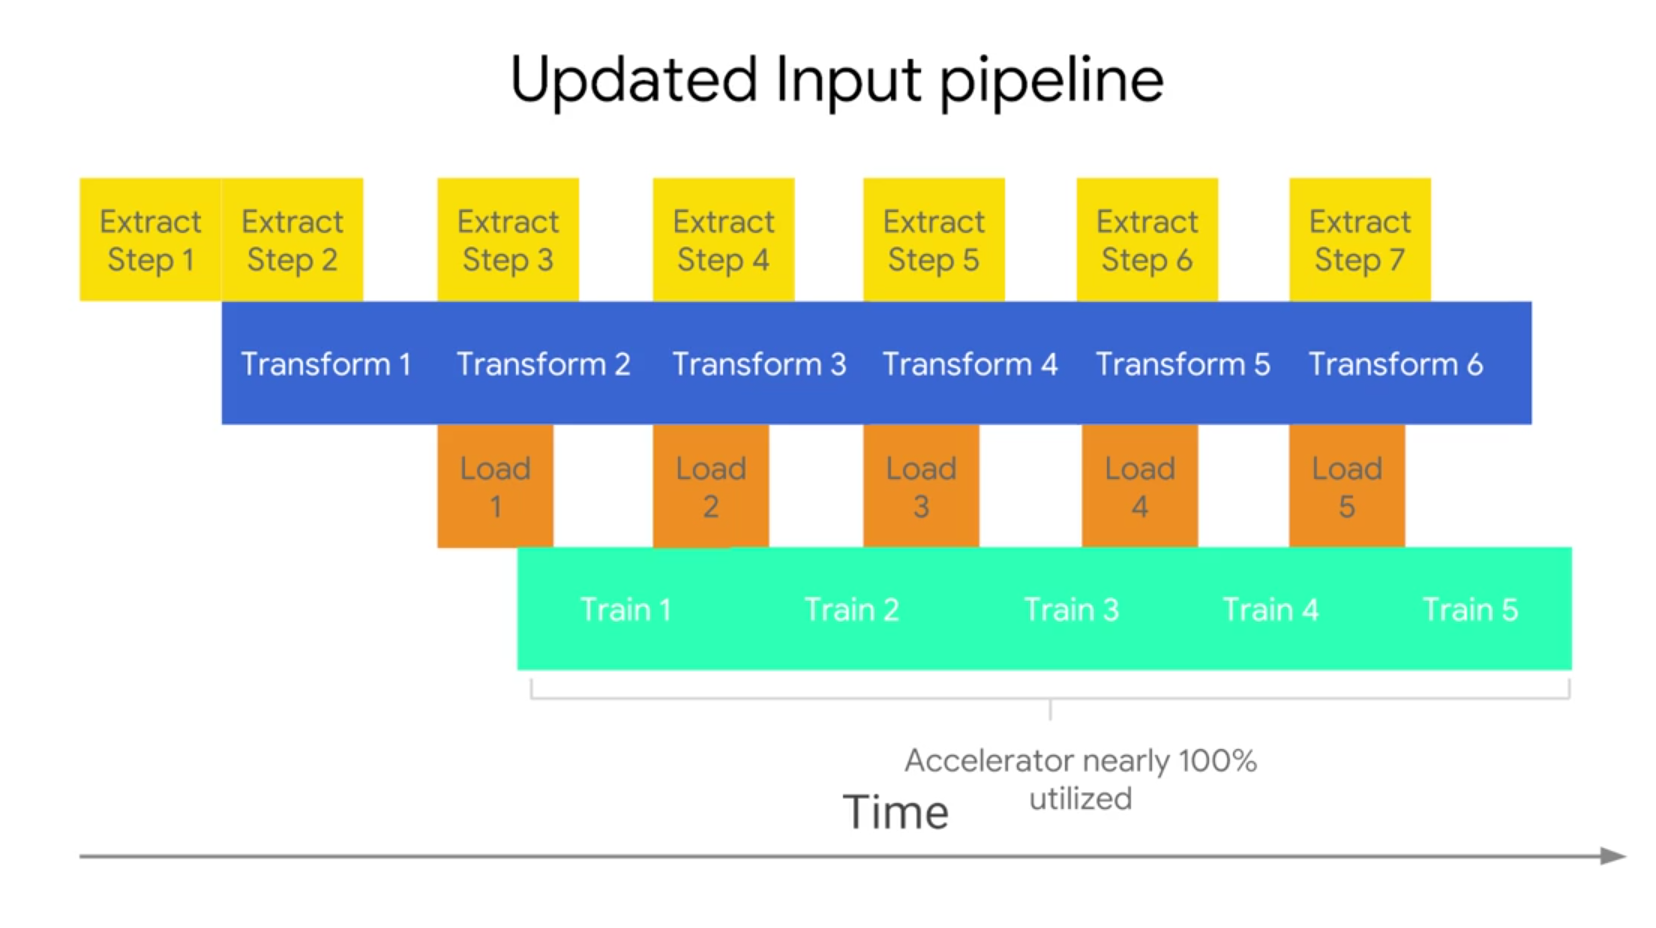 Updated Input pipeline
Extract
Step 1
Extract
Step 2
Extract
Step 3
Extract
Step 4
Extract
Step 5
Extract
Step 6
Extract
Step 7
Transform 1
Transform 2
Transform 3
Transform 4
Transform 5
Transform 6
Load
1
Load
2
Load
3
Load
4
Load
5
Train 1
Train 2
Train 3
Train 4
Train 5
Accelerator nearly 100%
utilized
Time